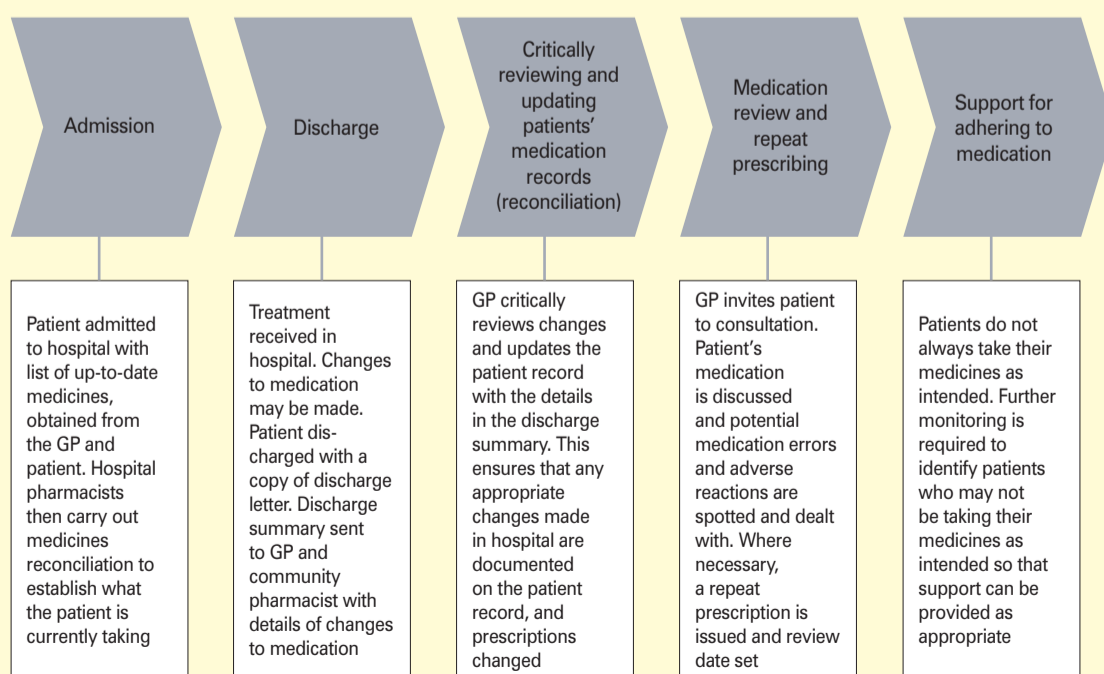 Admission
Discharge
Critically
reviewing and
updating
patients’
medication
records
(reconciliation)
Medication
review and
repeat
prescribing
Support for
adhering to
medication
Patient admitted
to hospital with
list of up-to-date
medicines,
obtained from
the GP and
patient. Hospital
pharmacists
then carry out
medicines
reconciliation to
establish what
the patient is
currently taking
Treatment
received in
hospital. Changes
to medication
may be made.
Patient dis-
charged with a
copy of discharge
letter. Discharge
summary sent
to GP and
community
pharmacist with
details of changes
to medication
GP critically
reviews changes
and updates the
patient record
with the details
in the discharge
summary. This
ensures that any
appropriate
changes made
in hospital are
documented
on the patient
record, and
prescriptions
changed
GP invites patient
to consultation.
Patient’s
medication
is discussed
and potential
medication errors
and adverse
reactions are
spotted and dealt
with. Where
necessary,
a repeat
prescription is
issued and review
date set
Patients do not
always take their
medicines as
intended. Further
monitoring is
required to
identify patients
who may not
be taking their
medicines as
intended so that
support can be
provided as
appropriate